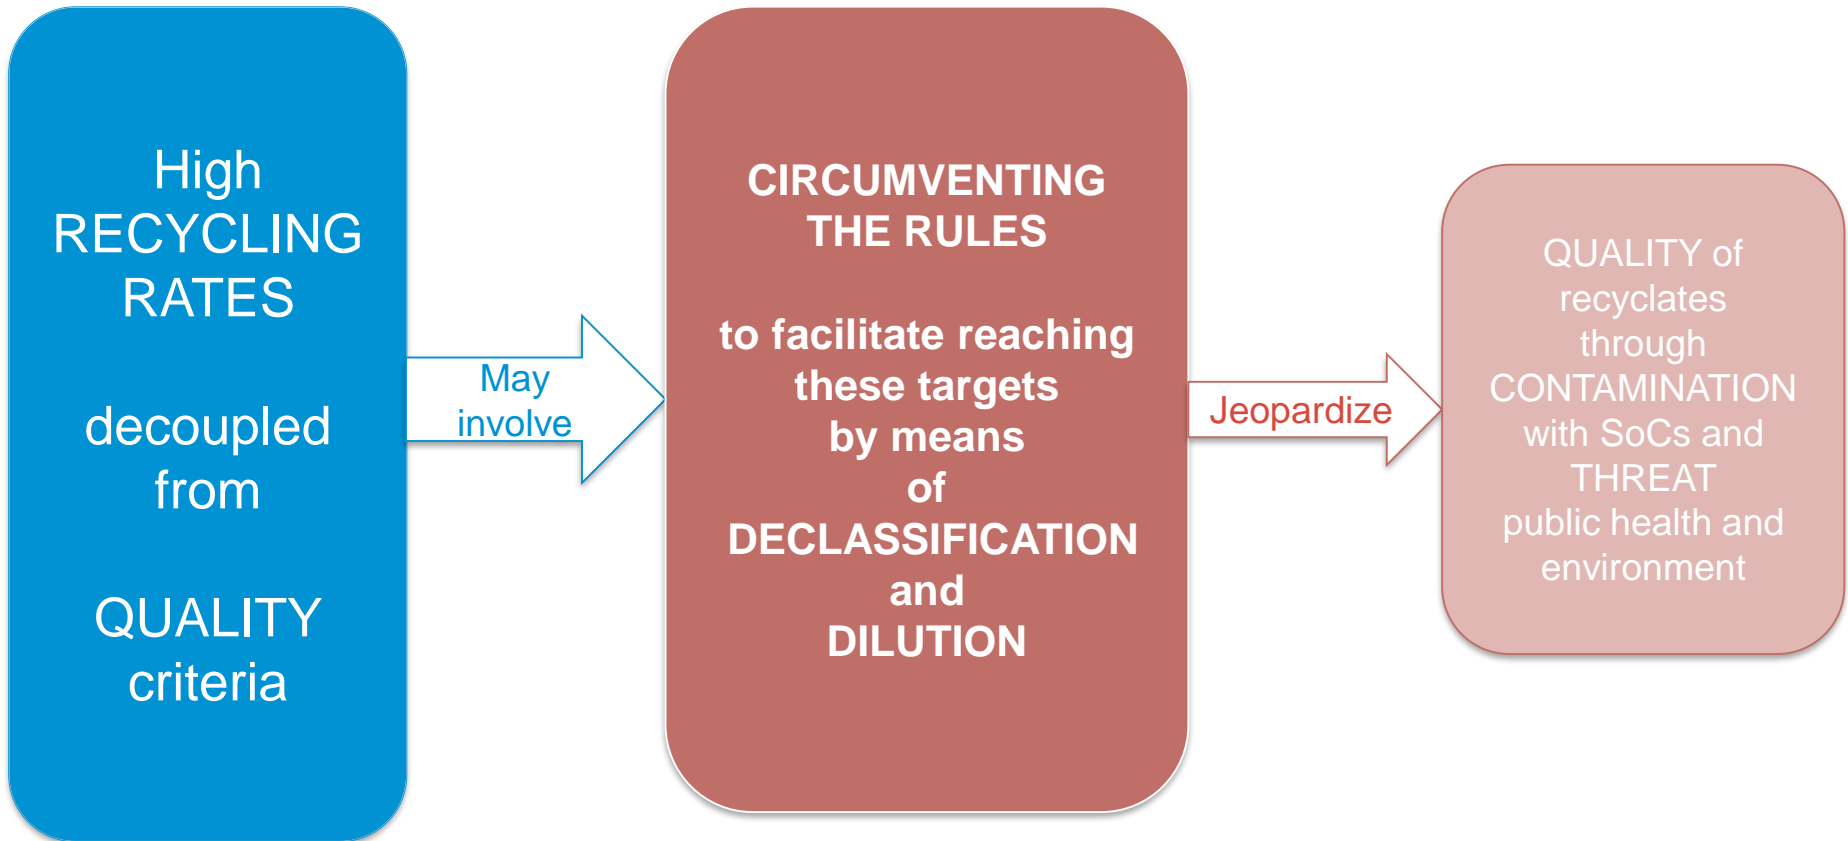 High
RECYCLING
RATES
decoupled
from
QUALITY
criteria
May
involve
CIRCUMVENTING
THE RULES
to facilitate reaching
these targets
by means
of
DECLASSIFICATION
and
DILUTION
Jeopardize
QUALITY of
recyclates
through
CONTAMINATION
with SoCs and
THREAT
public health and
environment